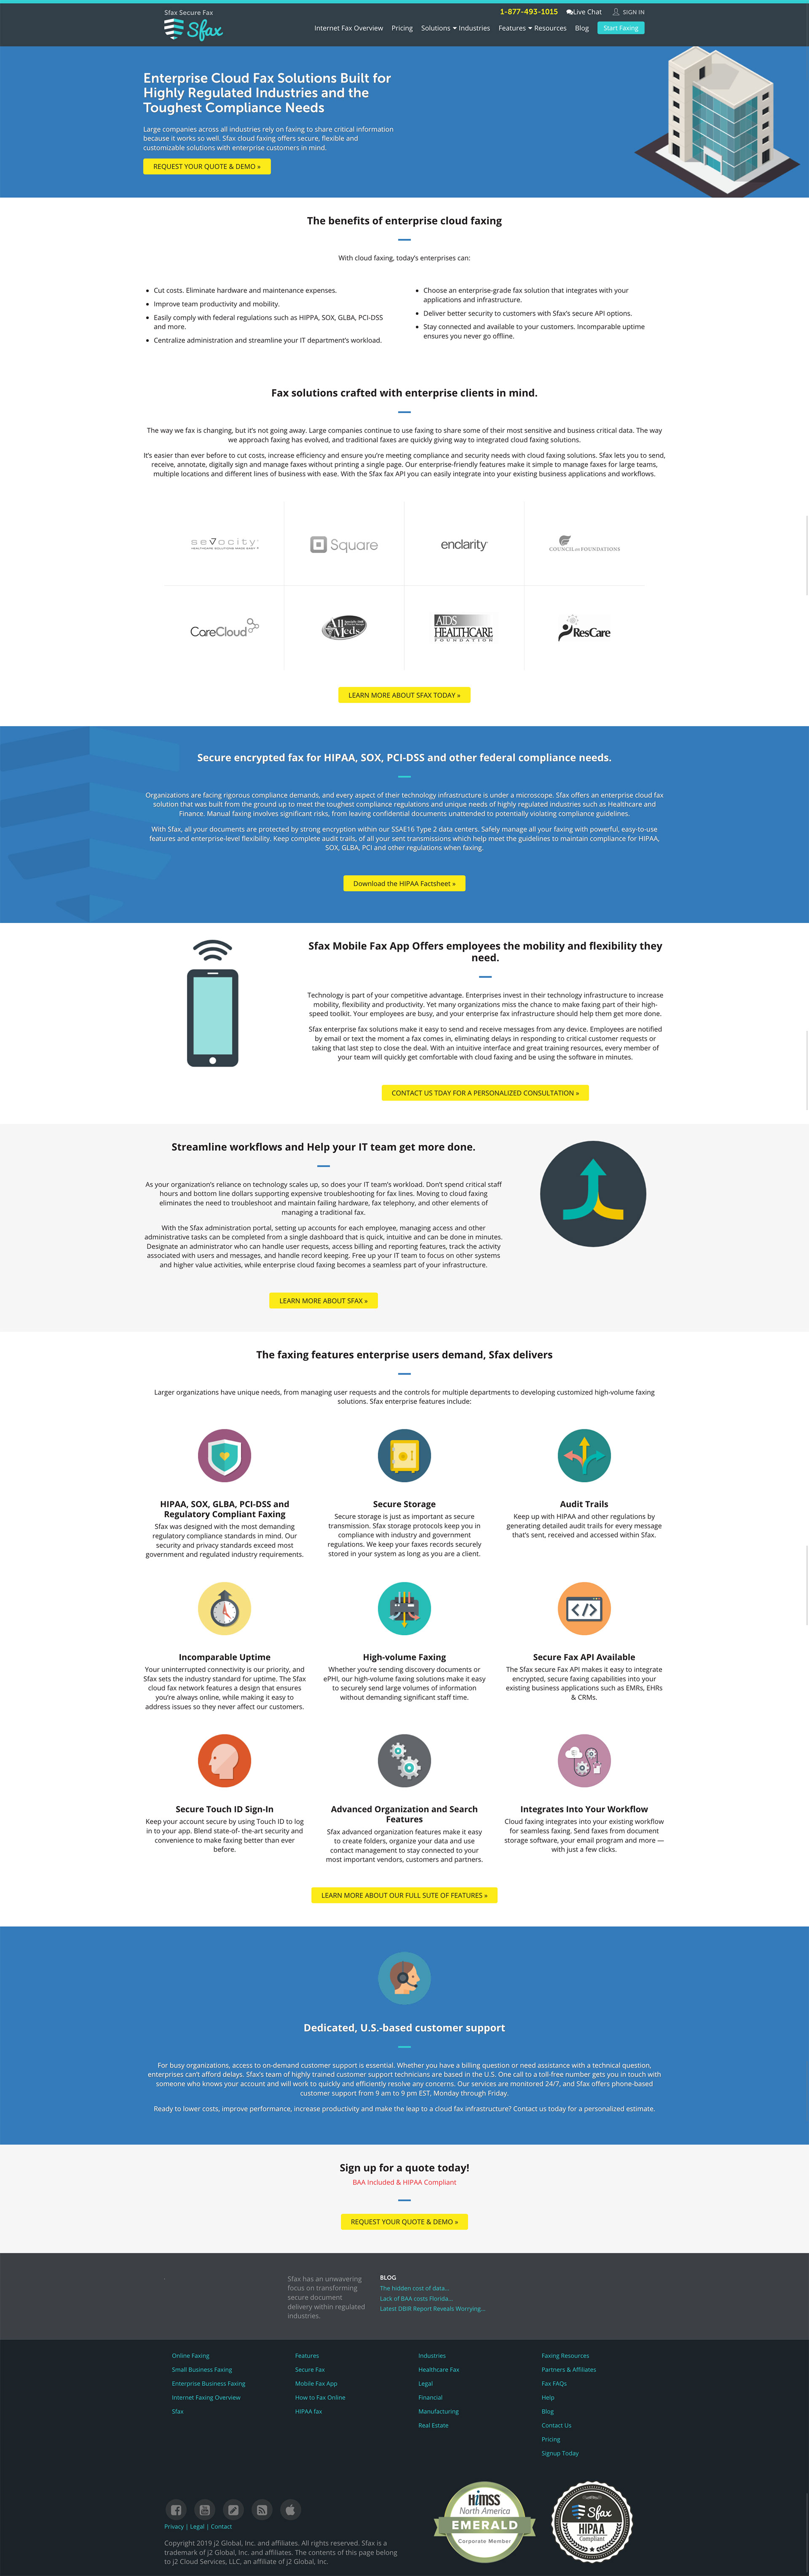 Sfax Secure Fax
1-877-493-1015 Live Chat SIGN IN
Sfax
Internet Fax Overview Pricing Solutions Industries Features Resources Blog Start Faxing
Enterprise Cloud Fax Solutions Built for
Highly Regulated Industries and the
Toughest Compliance Needs
Large companies across all industries rely on faxing to share critical information
because it works so well. Sfax cloud faxing offers secure, flexible and
customizable solutions with enterprise customers in mind.
REQUEST YOUR QUOTE & DEMO »
The benefits of enterprise cloud faxing
With cloud faxing, today's enterprises can:
• Cut costs. Eliminate hardware and maintenance expenses.
• Improve team productivity and mobility.
• Easily comply with federal regulations such as HIPPA, SOX, GLBA, PCI-DSS
and more.
• Centralize administration and streamline your IT department's workload.
• Choose an enterprise-grade fax solution that integrates with your
applications and infrastructure.
• Deliver better security to customers with Sfax's secure API options.
• Stay connected and available to your customers. Incomparable uptime
ensures you never go offline.
Fax solutions crafted with enterprise clients in mind.
The way we fax is changing, but it's not going away. Large companies continue to use faxing to share some of their most sensitive and business critical data. The way
we approach faxing has evolved, and traditional faxes are quickly giving way to integrated cloud faxing solutions.
It's easier than ever before to cut costs, increase efficiency and ensure you're meeting compliance and security needs with cloud faxing solutions. Sfax lets you to send,
receive, annotate, digitally sign and manage faxes without printing a single page. Our enterprise-friendly features make it simple to manage faxes for large teams,
multiple locations and different lines of business with ease. With the Sfax fax API you can easily integrate into your existing business applications and workflows.
sevocity
HEALTHCARE SOLUTIONS MADE EASY
Square
enclarity
COUNCIL on FOUNDATIONS
CareCloud
All Meds
AIDS
HEALTHCARE
FOUNDATION
ResCare
LEARN MORE ABOUT SFAX TODAY »
Secure encrypted fax for HIPAA, SOX, PCI-DSS and other federal compliance needs.
Organizations are facing rigorous compliance demands, and every aspect of their technology infrastructure is under a microscope. Sfax offers an enterprise cloud fax
solution that was built from the ground up to meet the toughest compliance regulations and unique needs of highly regulated industries such as Healthcare and
Finance. Manual faxing involves significant risks, from leaving confidential documents unattended to potentially violating compliance guidelines.
With Sfax, all your documents are protected by strong encryption within our SSAE16 Type 2 data centers. Safely manage all your faxing with powerful, easy-to-use
features and enterprise-level flexibility. Keep complete audit trails, of all your sent transmissions which help meet the guidelines to maintain compliance for HIPAA,
SOX, GLBA, PCI and other regulations when faxing.
Download the HIPAA Factsheet »
Sfax Mobile Fax App Offers employees the mobility and flexibility they
need.
Technology is part of your competitive advantage. Enterprises invest in their technology infrastructure to increase
mobility, flexibility and productivity. Yet many organizations miss the chance to make faxing part of their high-
speed toolkit. Your employees are busy, and your enterprise fax infrastructure should help them get more done.
Sfax enterprise fax solutions make it easy to send and receive messages from any device. Employees are notified
by email or text the moment a fax comes in, eliminating delays in responding to critical customer requests or
taking that last step to close the deal. With an intuitive interface and great training resources, every member of
your team will quickly get comfortable with cloud faxing and be using the software in minutes.
CONTACT US TDAY FOR A PERSONALIZED CONSULTATION »
Streamline workflows and Help your IT team get more done.
As your organization's reliance on technology scales up, so does your IT team's workload. Don't spend critical staff
hours and bottom line dollars supporting expensive troubleshooting for fax lines. Moving to cloud faxing
eliminates the need to troubleshoot and maintain failing hardware, fax telephony, and other elements of
managing a traditional fax.
With the Sfax administration portal, setting up accounts for each employee, managing access and other
administrative tasks can be completed from a single dashboard that is quick, intuitive and can be done in minutes.
Designate an administrator who can handle user requests, access billing and reporting features, track the activity
associated with users and messages, and handle record keeping. Free up your IT team to focus on other systems
and higher value activities, while enterprise cloud faxing becomes a seamless part of your infrastructure.
LEARN MORE ABOUT SFAX »
The faxing features enterprise users demand, Sfax delivers
Larger organizations have unique needs, from managing user requests and the controls for multiple departments to developing customized high-volume faxing
solutions. Sfax enterprise features include:
HIPAA, SOX, GLBA, PCI-DSS and
Regulatory Compliant Faxing
Sfax was designed with the most demanding
regulatory compliance standards in mind. Our
security and privacy standards exceed most
government and regulated industry requirements.
Secure Storage
Secure storage is just as important as secure
transmission. Sfax storage protocols keep you in
compliance with industry and government
regulations. We keep your faxes records securely
stored in your system as long as you are a client.
Audit Trails
Keep up with HIPAA and other regulations by
generating detailed audit trails for every message
that's sent, received and accessed within Sfax.
Incomparable Uptime
Your uninterrupted connectivity is our priority, and
Sfax sets the industry standard for uptime. The Sfax
cloud fax network features a design that ensures
you're always online, while making it easy to
address issues so they never affect our customers.
High-volume Faxing
Whether you're sending discovery documents or
ePHI, our high-volume faxing solutions make it easy
to securely send large volumes of information
without demanding significant staff time.
Secure Fax API Available
The Sfax secure Fax API makes it easy to integrate
encrypted, secure faxing capabilities into your
existing business applications such as EMRs, EHRs
& CRMs.
Secure Touch ID Sign-In
Keep your account secure by using Touch ID to log
in to your app. Blend state-of- the-art security and
convenience to make faxing better than ever
before.
Advanced Organization and Search
Features
Sfax advanced organization features make it easy
to create folders, organize your data and use
contact management to stay connected to your
most important vendors, customers and partners.
Integrates Into Your Workflow
Cloud faxing integrates into your existing workflow
for seamless faxing. Send faxes from document
storage software, your email program and more —
with just a few clicks.
LEARN MORE ABOUT OUR FULL SUTE OF FEATURES »
Dedicated, U.S.-based customer support
For busy organizations, access to on-demand customer support is essential. Whether you have a billing question or need assistance with a technical question,
enterprises can't afford delays. Sfax's team of highly trained customer support technicians are based in the U.S. One call to a toll-free number gets you in touch with
someone who knows your account and will work to quickly and efficiently resolve any concerns. Our services are monitored 24/7, and Sfax offers phone-based
customer support from 9 am to 9 pm EST, Monday through Friday.
Ready to lower costs, improve performance, increase productivity and make the leap to a cloud fax infrastructure? Contact us today for a personalized estimate.
Sign up for a quote today!
BAA Included & HIPAA Compliant
REQUEST YOUR QUOTE & DEMO »
Sfax has an unwavering
focus on transforming
secure document
delivery within regulated
industries.
BLOG
The hidden cost of data...
Lack of BAA costs Florida...
Latest DBIR Report Reveals Worrying...
Online Faxing
Small Business Faxing
Enterprise Business Faxing
Internet Faxing Overview
Sfax
Features
Secure Fax
Mobile Fax App
How to Fax Online
HIPAA fax
Industries
Healthcare Fax
Legal
Financial
Manufacturing
Real Estate
Faxing Resources
Partners & Affiliates
Fax FAQs
Help
Blog
Contact Us
Pricing
Signup Today
Privacy | Legal | Contact
Copyright 2019 j2 Global, Inc. and affiliates. All rights reserved. Sfax is a
trademark of j2 Global, Inc. and affiliates. The contents of this page belong
to j2 Cloud Services, LLC, an affiliate of j2 Global, Inc.
HIMSS
North America
EMERALD
Corporate Member
Sfax
HIPAA
Compliant